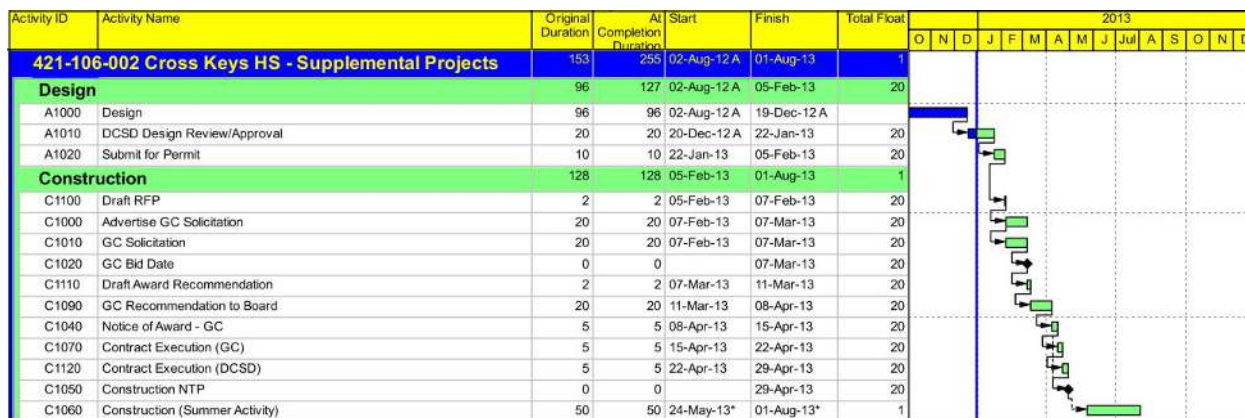 Activity ID Activity Name Original Duration At Completion Duration Start Finish Total Float 2013
O N D J F M A M J Jul A S O N D
421-106-002 Cross Keys HS - Supplemental Projects 153 255 02-Aug-12 A 01-Aug-13 1
Design 96 127 02-Aug-12 A 05-Feb-13 20
A1000 Design 96 96 02-Aug-12 A 19-Dec-12 A
A1010 DCSD Design Review/Approval 20 20 20-Dec-12 A 22-Jan-13 20
A1020 Submit for Permit 10 10 22-Jan-13 05-Feb-13 20
Construction 128 128 05-Feb-13 01-Aug-13 1
C1100 Draft RFP 2 2 05-Feb-13 07-Feb-13 20
C1000 Advertise GC Solicitation 20 20 07-Feb-13 07-Mar-13 20
C1010 GC Solicitation 20 20 07-Feb-13 07-Mar-13 20
C1020 GC Bid Date 0 0 07-Mar-13 20
C1110 Draft Award Recommendation 2 2 07-Mar-13 11-Mar-13 20
C1090 GC Recommendation to Board 20 20 11-Mar-13 08-Apr-13 20
C1040 Notice of Award - GC 5 5 08-Apr-13 15-Apr-13 20
C1070 Contract Execution (GC) 5 5 15-Apr-13 22-Apr-13 20
C1120 Contract Execution (DCSD) 5 5 22-Apr-13 29-Apr-13 20
C1050 Construction NTP 0 0 29-Apr-13 20
C1060 Construction (Summer Activity) 50 50 24-May-13* 01-Aug-13* 1